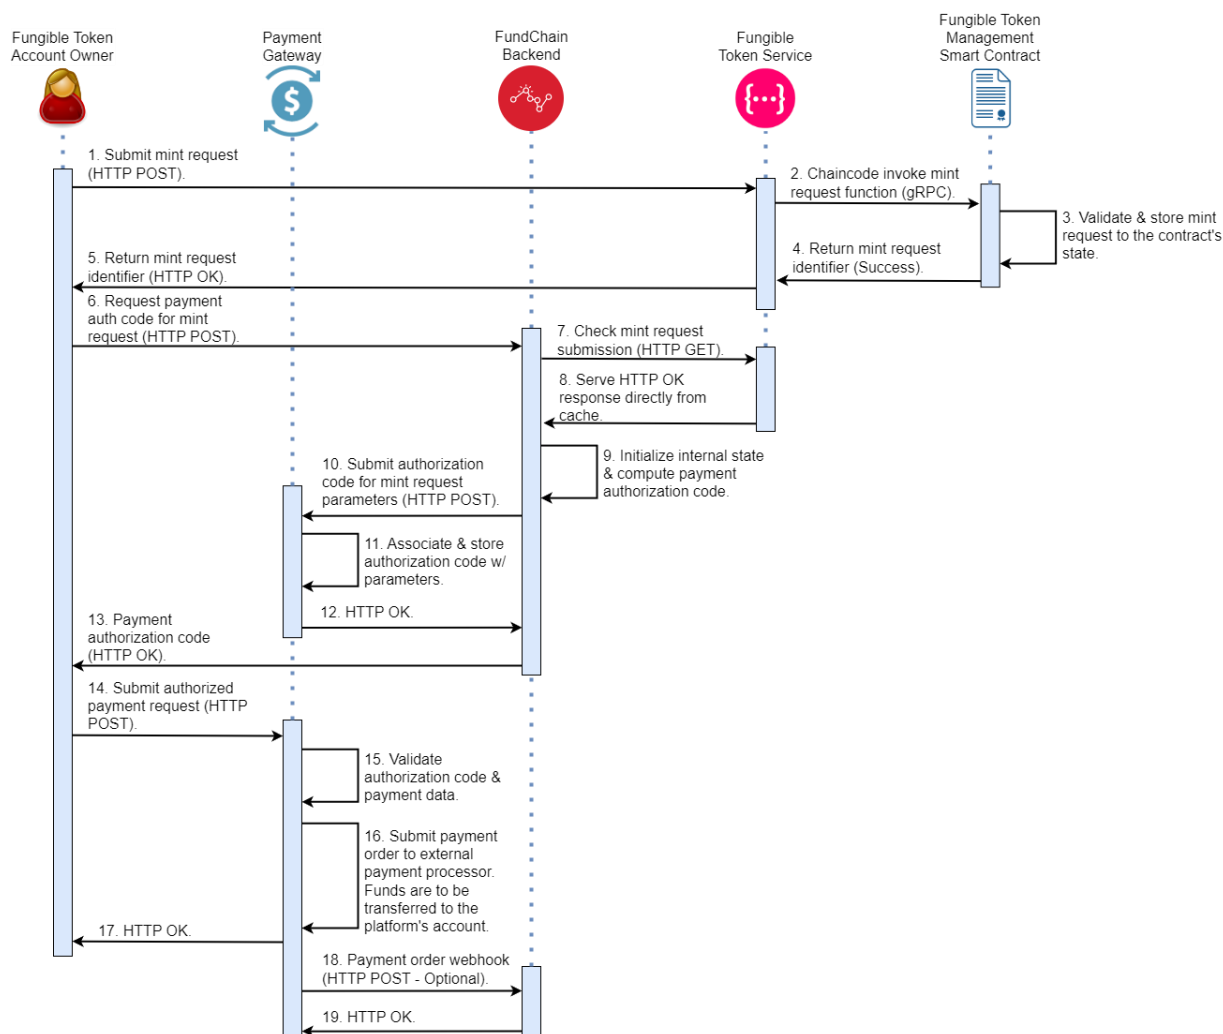 Fungible Token
Account Owner
Payment
Gateway
FundChain
Backend
Fungible
Token Service
Fungible Token
Management
Smart Contract
$
{···}
1. Submit mint request
(HTTP POST).
2. Chaincode invoke mint
request function (gRPC).
3. Validate & store mint
request to the contract's
state.
4. Return mint request
identifier (Success).
5. Return mint request
identifier (HTTP OK).
6. Request payment
auth code for mint
request (HTTP POST).
7. Check mint request
submission (HTTP GET).
8. Serve HTTP OK
response directly from
cache.
9. Initialize internal state
& compute payment
authorization code.
10. Submit authorization
code for mint request
parameters (HTTP POST).
11. Associate & store
authorization code w/
parameters.
12. HTTP OK.
13. Payment
authorization code
(HTTP OK).
14. Submit authorized
payment request (HTTP
POST).
15. Validate
authorization code &
payment data.
16. Submit payment
order to external
payment processor.
Funds are to be
transferred to the
platform's account.
17. HTTP OK.
18. Payment order webhook
(HTTP POST - Optional).
19. HTTP OK.